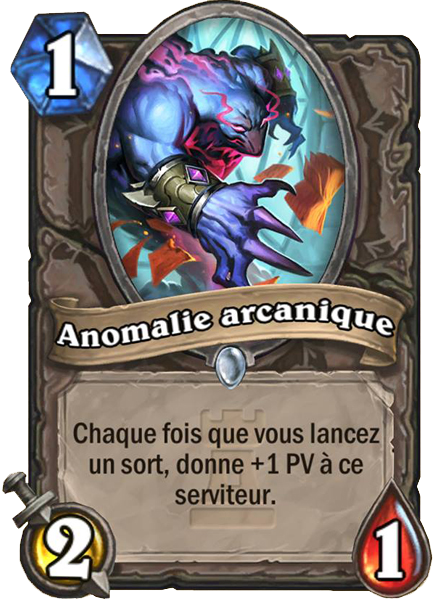 1
Anomalie arcanique
Chaque fois que vous lancez
un sort, donne +1 PV à ce
serviteur.
2
1